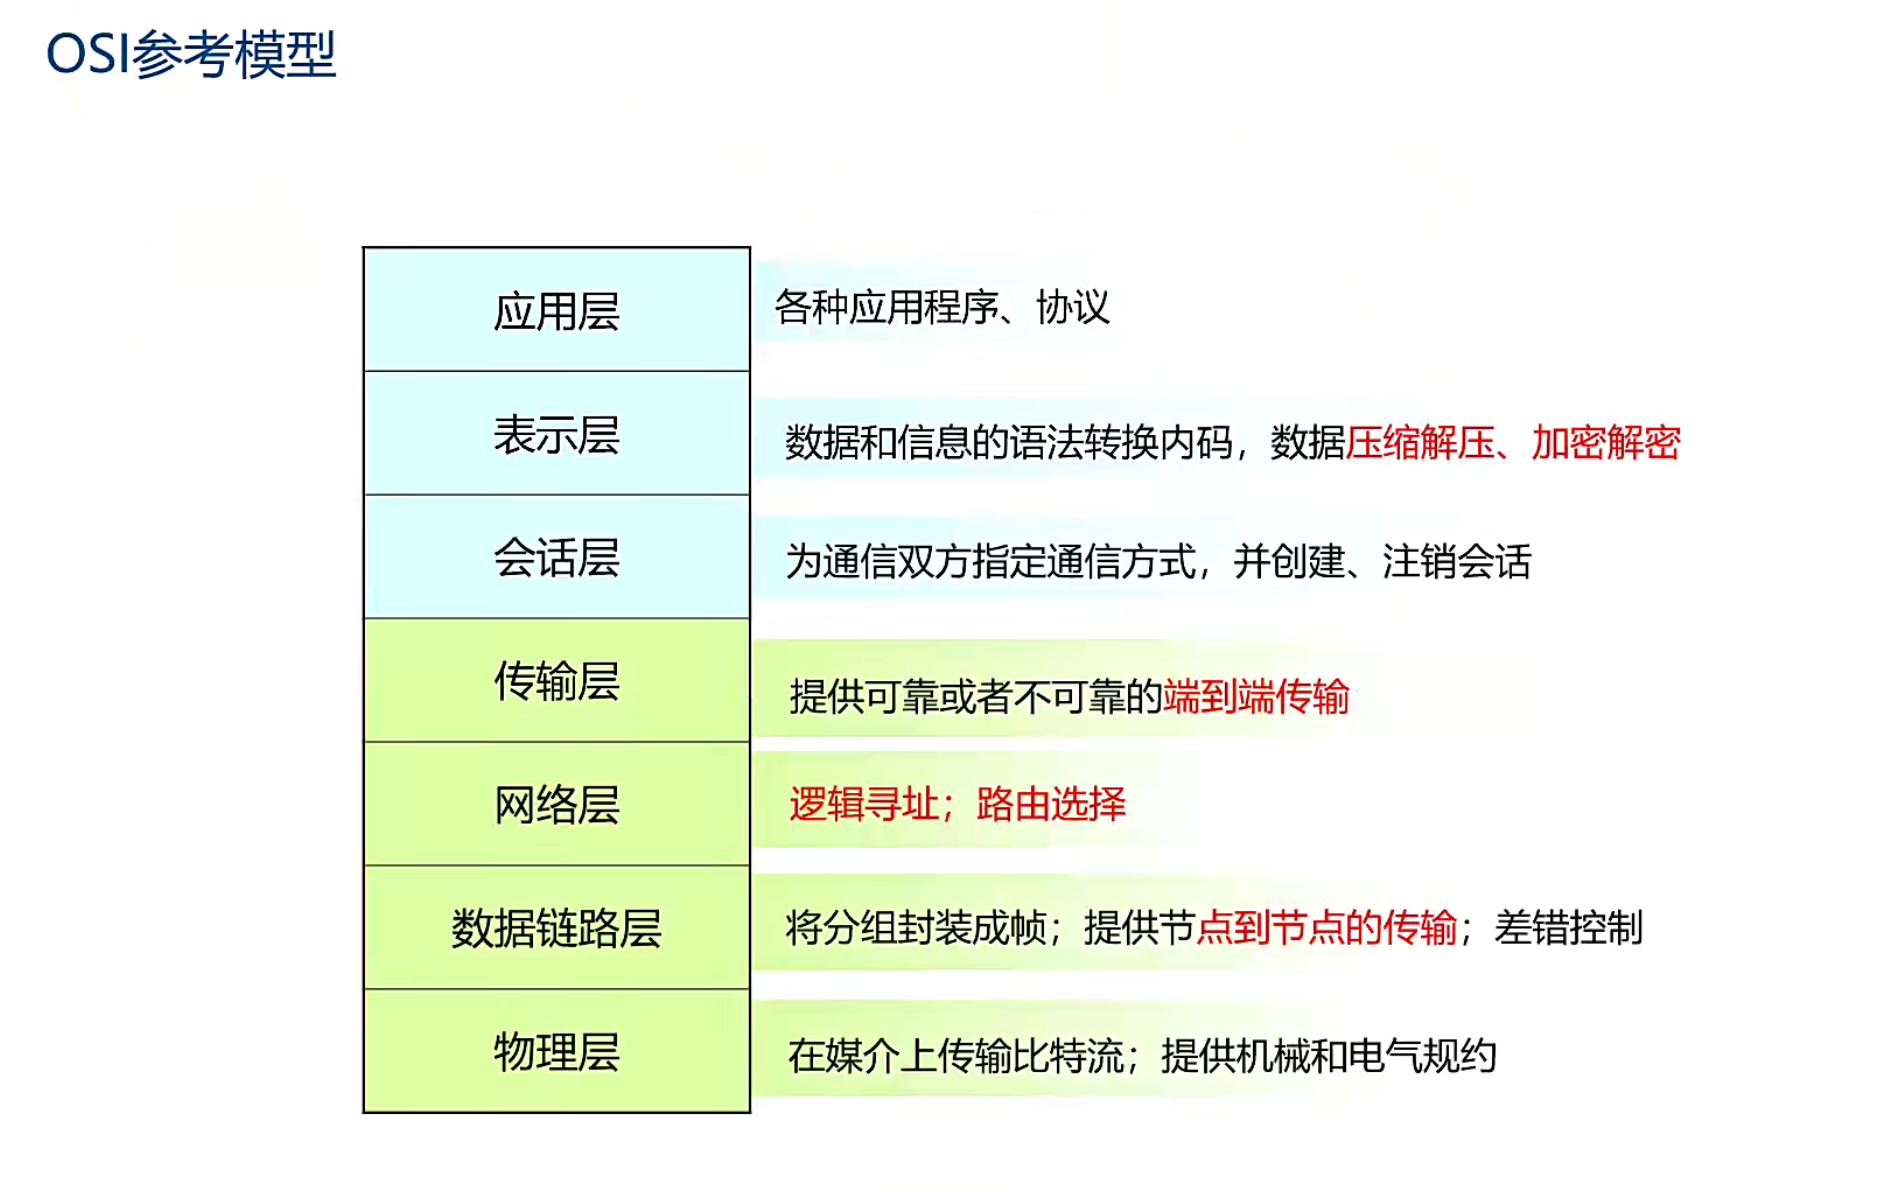 OSI参考模型
应用层
各种应用程序、协议
表示层
数据和信息的语法转换内码，数据压缩解压、加密解密
会话层
为通信双方指定通信方式，并创建、注销会话
传输层
提供可靠或者不可靠的端到端传输
网络层
逻辑寻址；路由选择
数据链路层
将分组封装成帧；提供节点到节点的传输；差错控制
物理层
在媒介上传输比特流；提供机械和电气规约